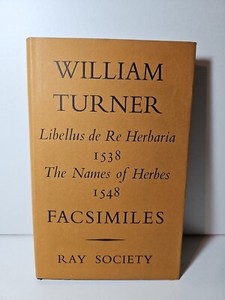 WILLIAM
TURNER
Libellus de Re Herbaria
1538
The Names of Herbes
1548
FACSIMILES
RAY SOCIETY